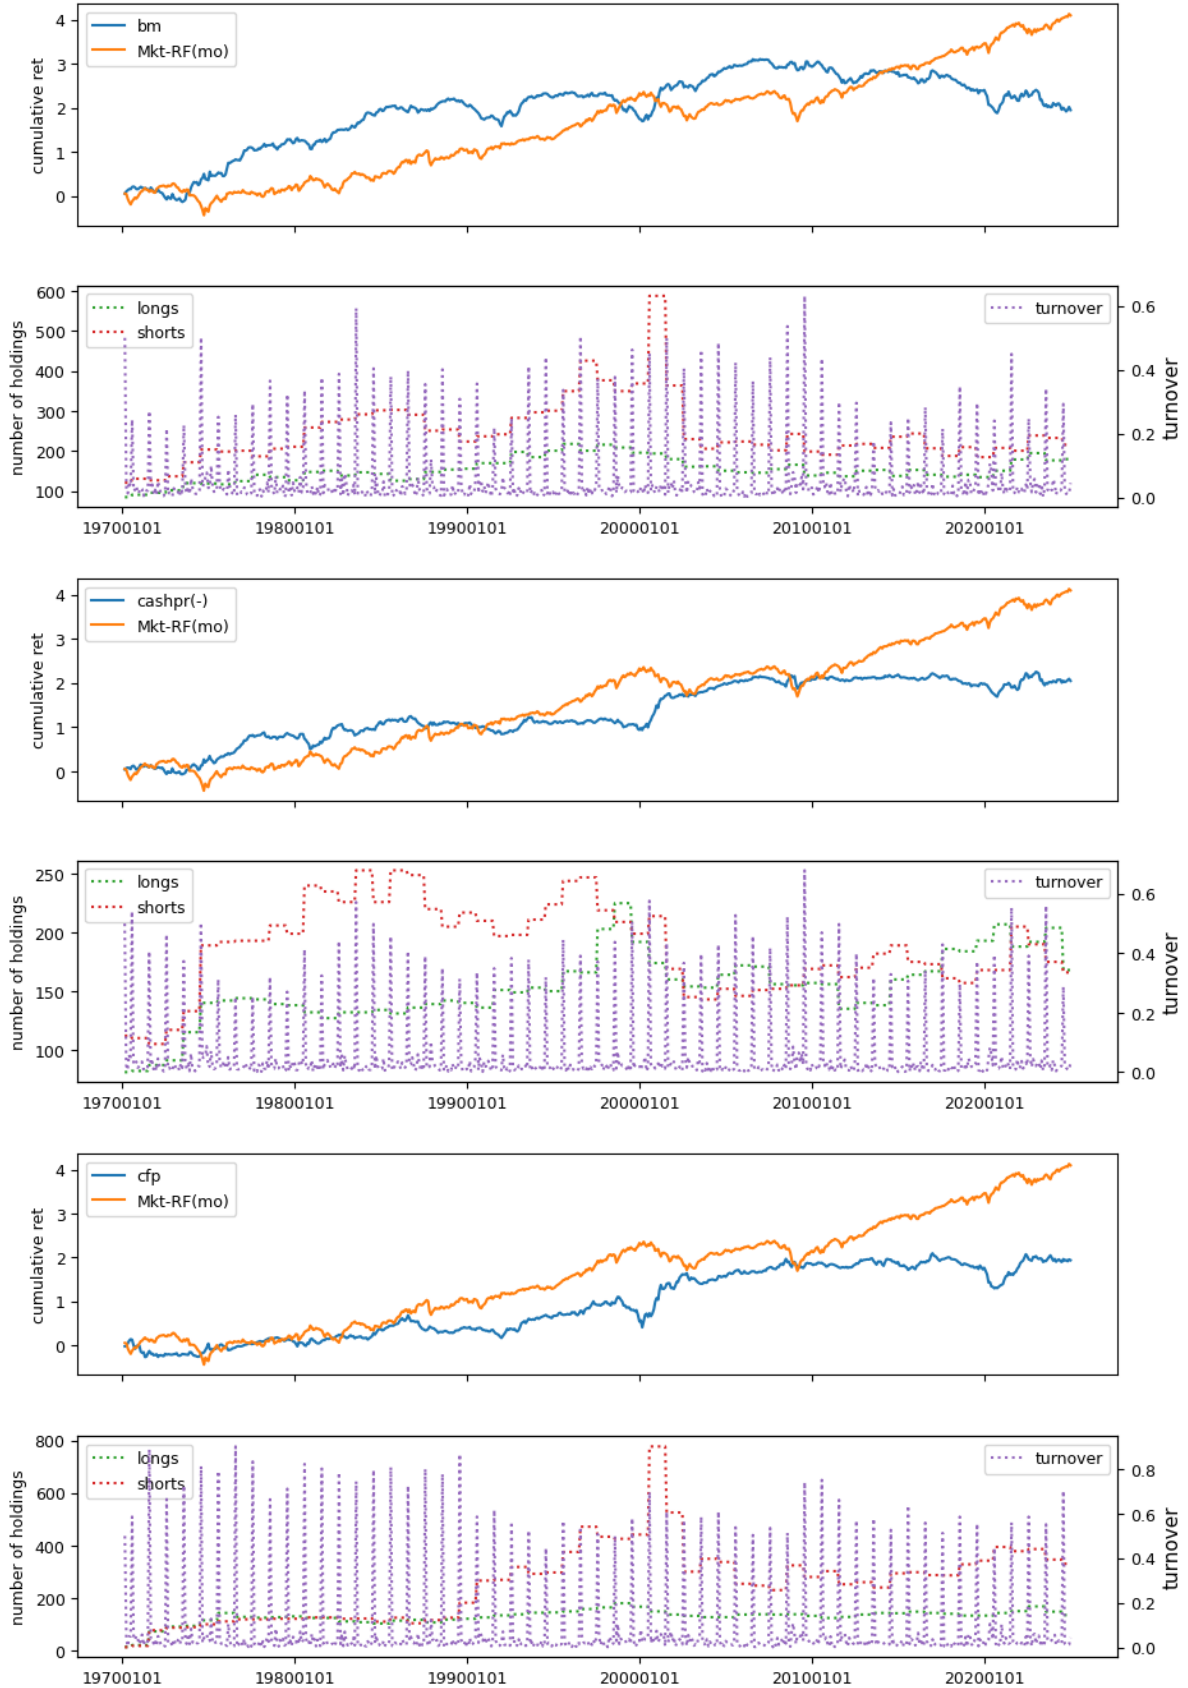 4
3
2
1
0
cumulative ret
bm
Mkt-RF(mo)
600
500
400
300
200
100
number of holdings
longs
shorts
turnover
0.6
0.4
0.2
0.0
turnover
19700101 19800101 19900101 20000101 20100101 20200101
4
3
2
1
0
cumulative ret
cashpr(-)
Mkt-RF(mo)
250
200
150
100
number of holdings
longs
shorts
turnover
0.6
0.4
0.2
0.0
turnover
19700101 19800101 19900101 20000101 20100101 20200101
4
3
2
1
0
cumulative ret
cfp
Mkt-RF(mo)
800
600
400
200
0
number of holdings
longs
shorts
turnover
0.8
0.6
0.4
0.2
0.0
turnover
19700101 19800101 19900101 20000101 20100101 20200101